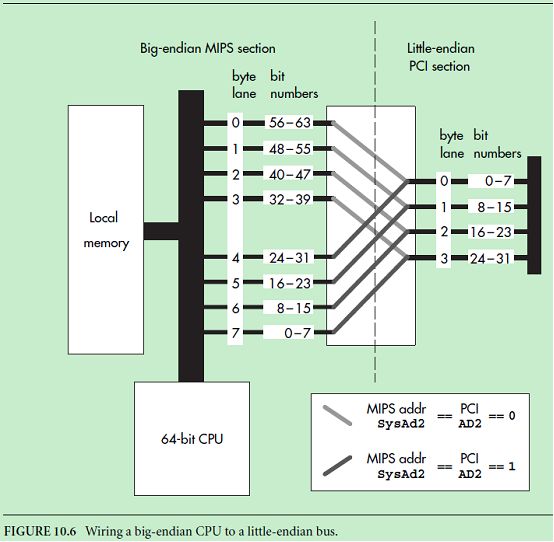 Big-endian MIPS section
Little-endian
PCI section
byte lane
bit numbers
0 56–63
1 48–55
2 40–47
3 32–39
4 24–31
5 16–23
6 8–15
7 0–7
byte lane
bit numbers
0 0–7
1 8–15
2 16–23
3 24–31
Local
memory
64-bit CPU
MIPS addr SysAd2 == PCI AD2 == 0
MIPS addr SysAd2 == PCI AD2 == 1
FIGURE 10.6 Wiring a big-endian CPU to a little-endian bus.